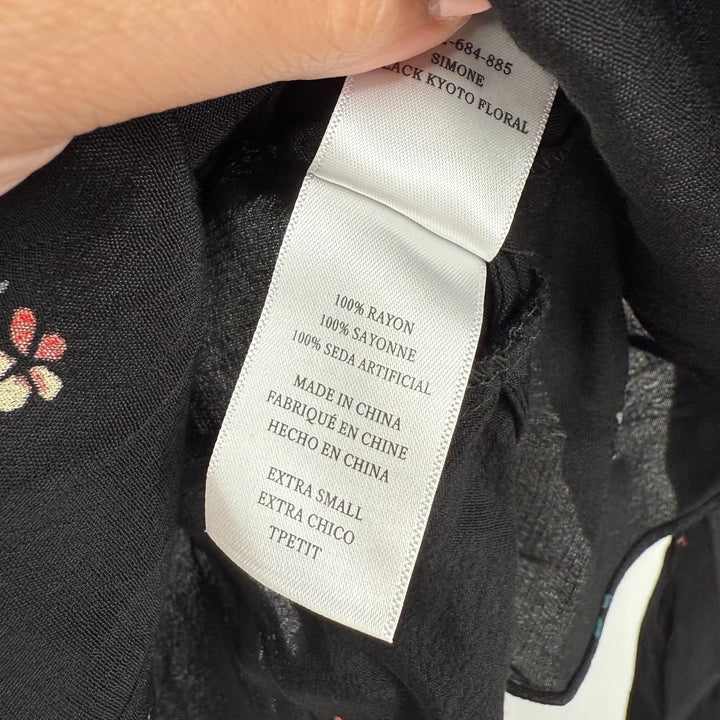 -684-885
SIMONE
BLACK KYOTO FLORAL
100% RAYON
100% SAYONNE
100% SEDA ARTIFICIAL
MADE IN CHINA
FABRIQUÉ EN CHINE
HECHO EN CHINA
EXTRA SMALL
EXTRA CHICO
TPETIT